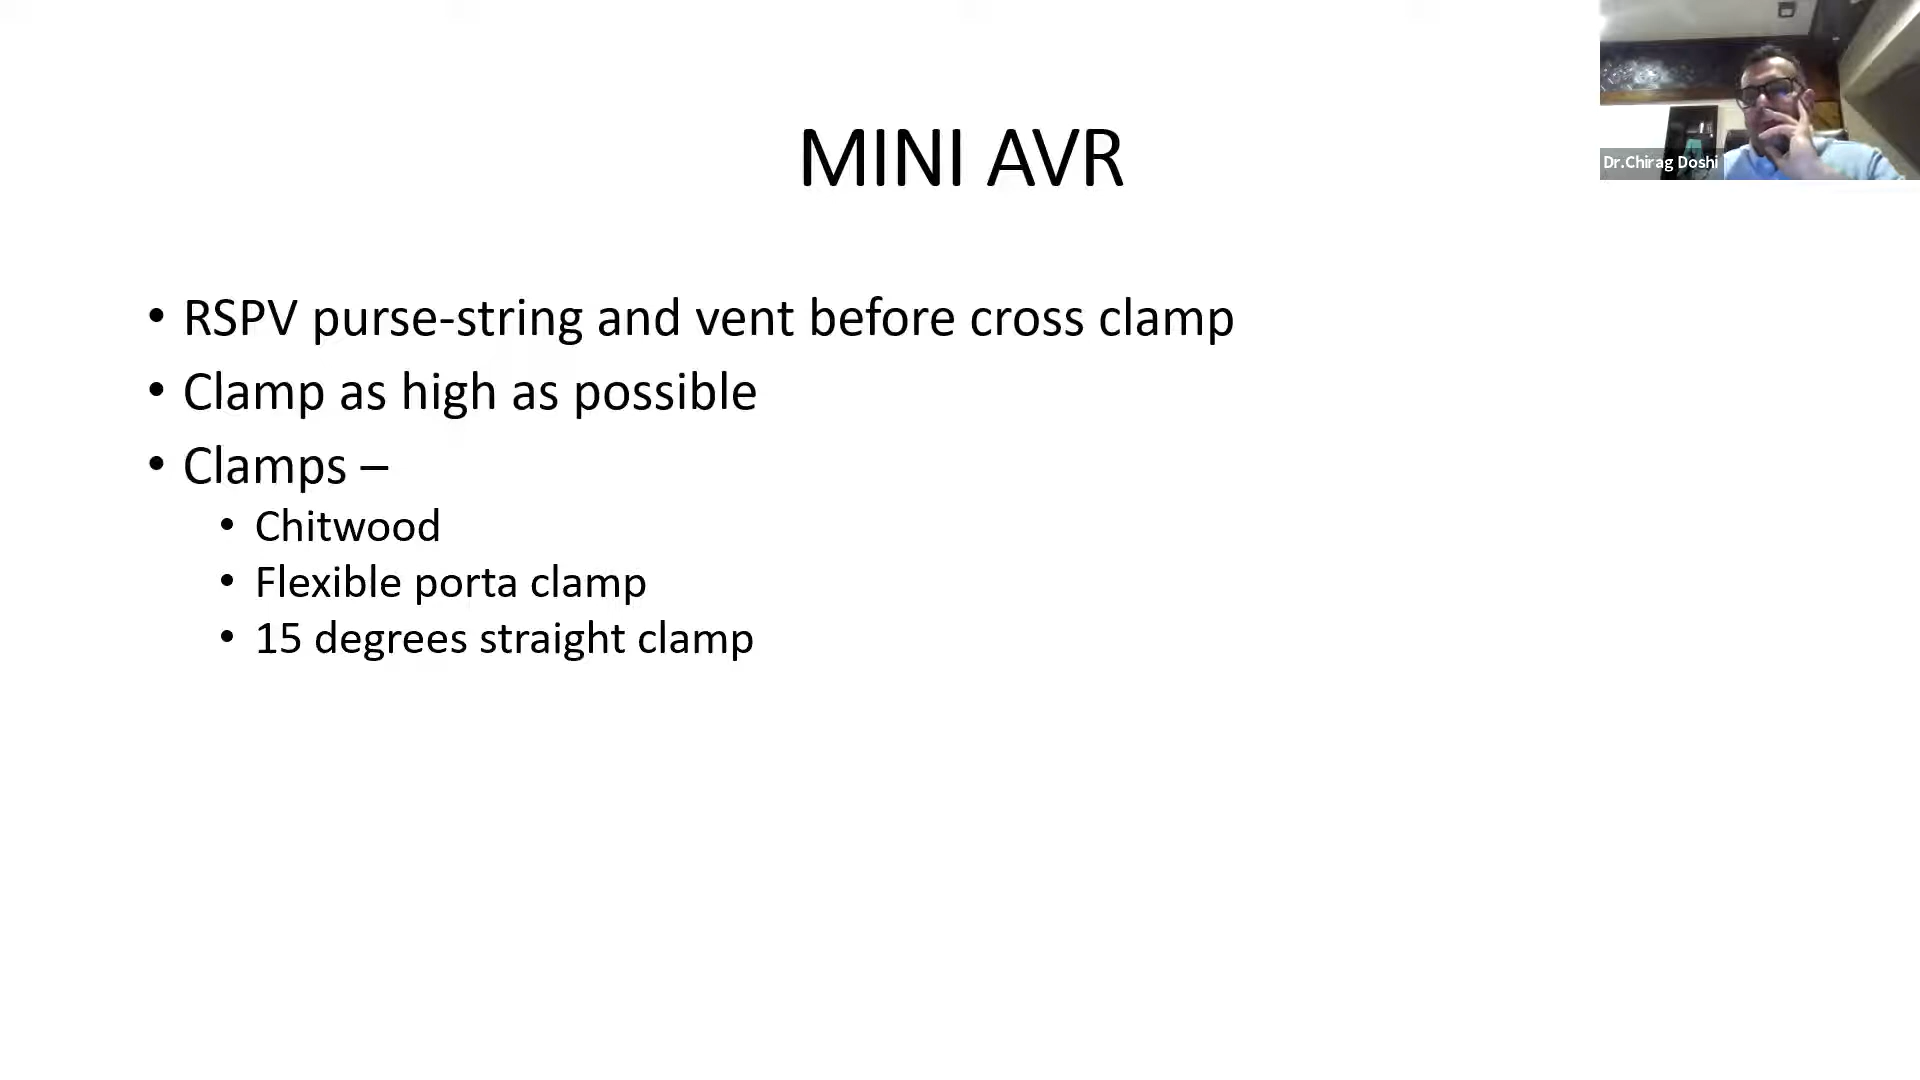 MINI AVR
Dr.Chirag Doshi
• RSPV purse-string and vent before cross clamp
• Clamp as high as possible
• Clamps –
• Chitwood
• Flexible porta clamp
• 15 degrees straight clamp